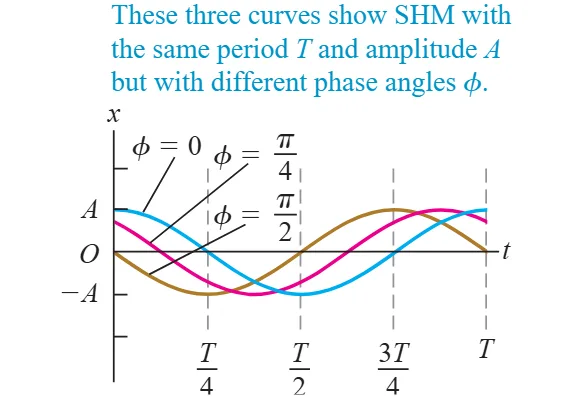 These three curves show SHM with
the same period T and amplitude A
but with different phase angles ϕ.
x
ϕ = 0
ϕ = π/4
ϕ = π/2
A
O
−A
t
T/4
T/2
3T/4
T